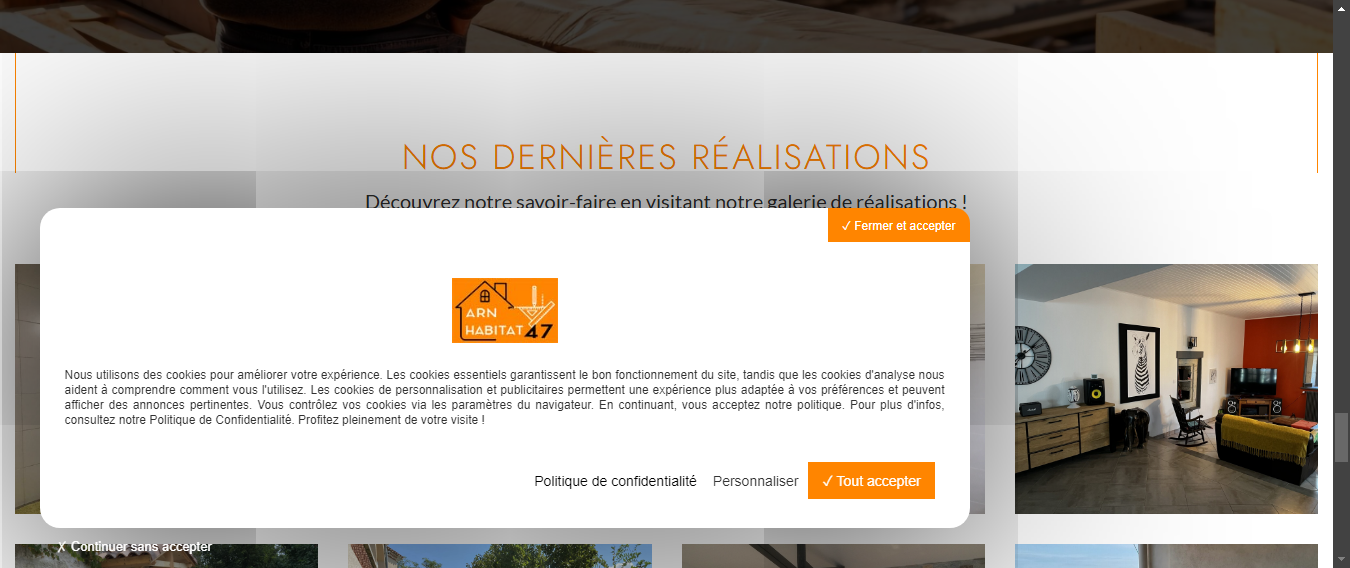 NOS DERNIÈRES RÉALISATIONS
Découvrez notre savoir-faire en visitant notre galerie de réalisations !
✓ Fermer et accepter
ARN
HABITAT 47
Nous utilisons des cookies pour améliorer votre expérience. Les cookies essentiels garantissent le bon fonctionnement du site, tandis que les cookies d'analyse nous
aident à comprendre comment vous l'utilisez. Les cookies de personnalisation et publicitaires permettent une expérience plus adaptée à vos préférences et peuvent
afficher des annonces pertinentes. Vous contrôlez vos cookies via les paramètres du navigateur. En continuant, vous acceptez notre politique. Pour plus d'infos,
consultez notre Politique de Confidentialité. Profitez pleinement de votre visite !
Politique de confidentialité Personnaliser ✓ Tout accepter
✗ Continuer sans accepter